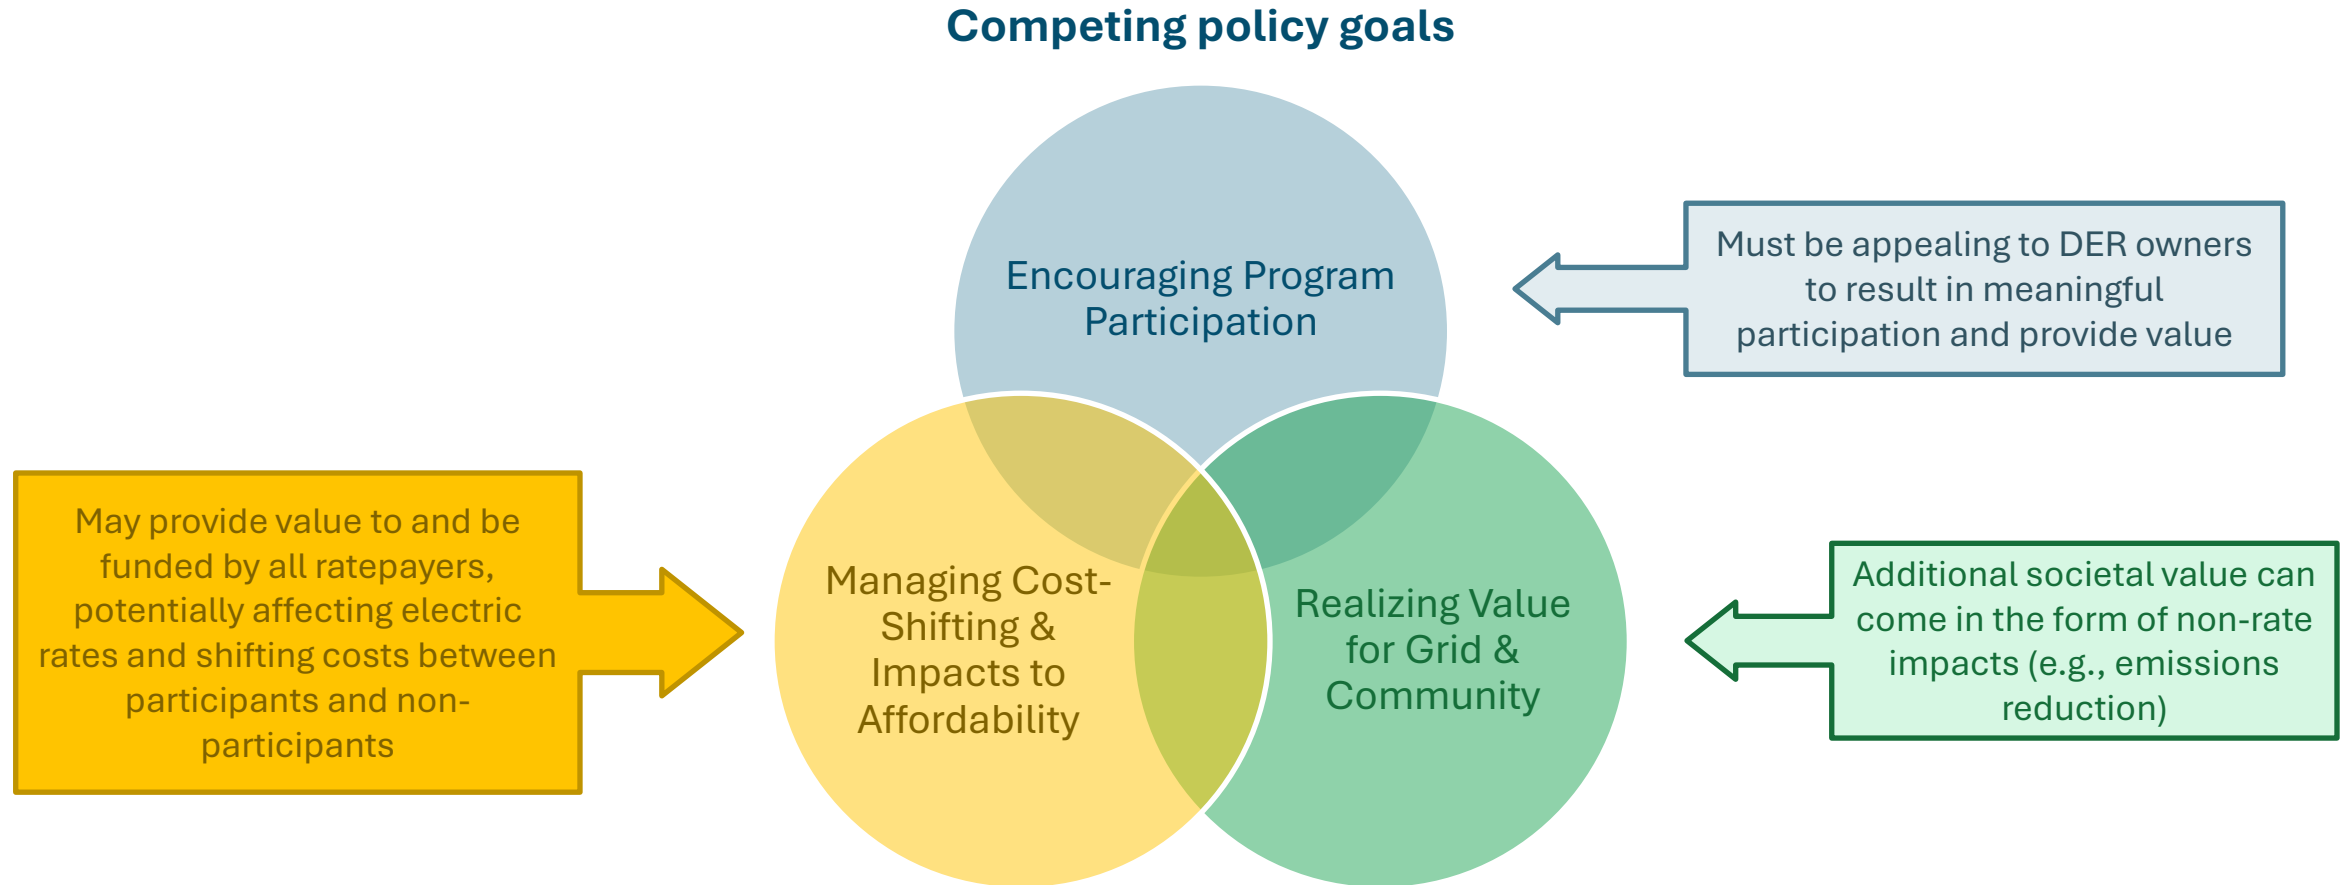 Competing policy goals
Encouraging Program
Participation
Must be appealing to DER owners
to result in meaningful
participation and provide value
May provide value to and be
funded by all ratepayers,
potentially affecting electric
rates and shifting costs between
participants and non-
participants
Managing Cost-
Shifting &
Impacts to
Affordability
Realizing Value
for Grid &
Community
Additional societal value can
come in the form of non-rate
impacts (e.g., emissions
reduction)